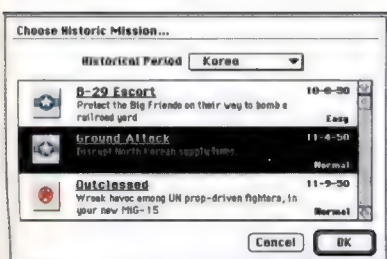 Choose Historic Mission...
Historical Period Korea
B-29 Escort 10-8-50
Protect the Big Friends on their way to bomb a
railroad yard Easy
Ground Attack 11-4-50
Disrupt North Korean supply lines.
Normal
Outclassed 11-9-50
Wreak havoc among UN prop-driven fighters, in
your new MiG-15 Normal
Cancel OK